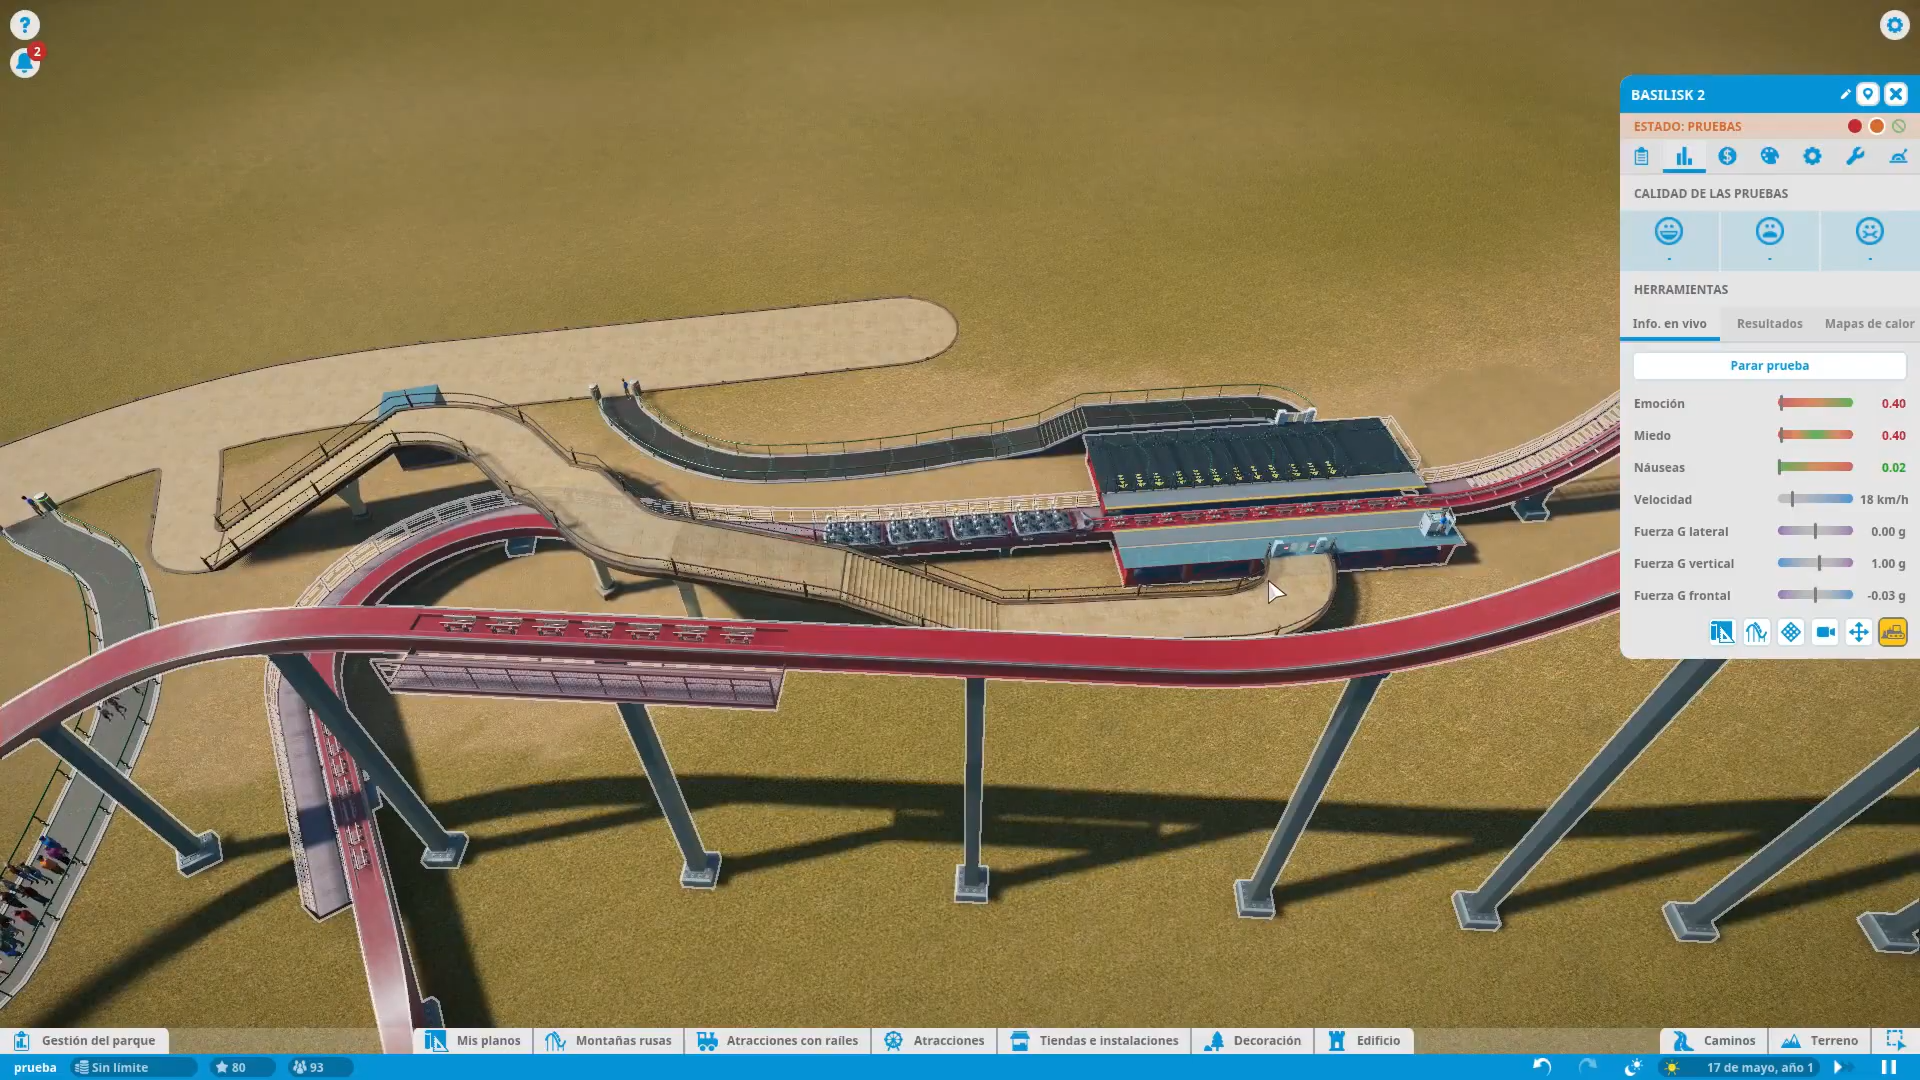 ?
2
BASILISK 2
ESTADO: PRUEBAS
CALIDAD DE LAS PRUEBAS
- - -
HERRAMIENTAS
Info. en vivo Resultados Mapas de calor
Parar prueba
Emoción 0.40
Miedo 0.40
Náuseas 0.02
Velocidad 18 km/h
Fuerza G lateral 0.00 g
Fuerza G vertical 1.00 g
Fuerza G frontal -0.03 g
Gestión del parque Mis planos Montañas rusas Atracciones con raíles Atracciones Tiendas e instalaciones Decoración Edificio Caminos Terreno
prueba Sin límite 80 93 17 de mayo, año 1